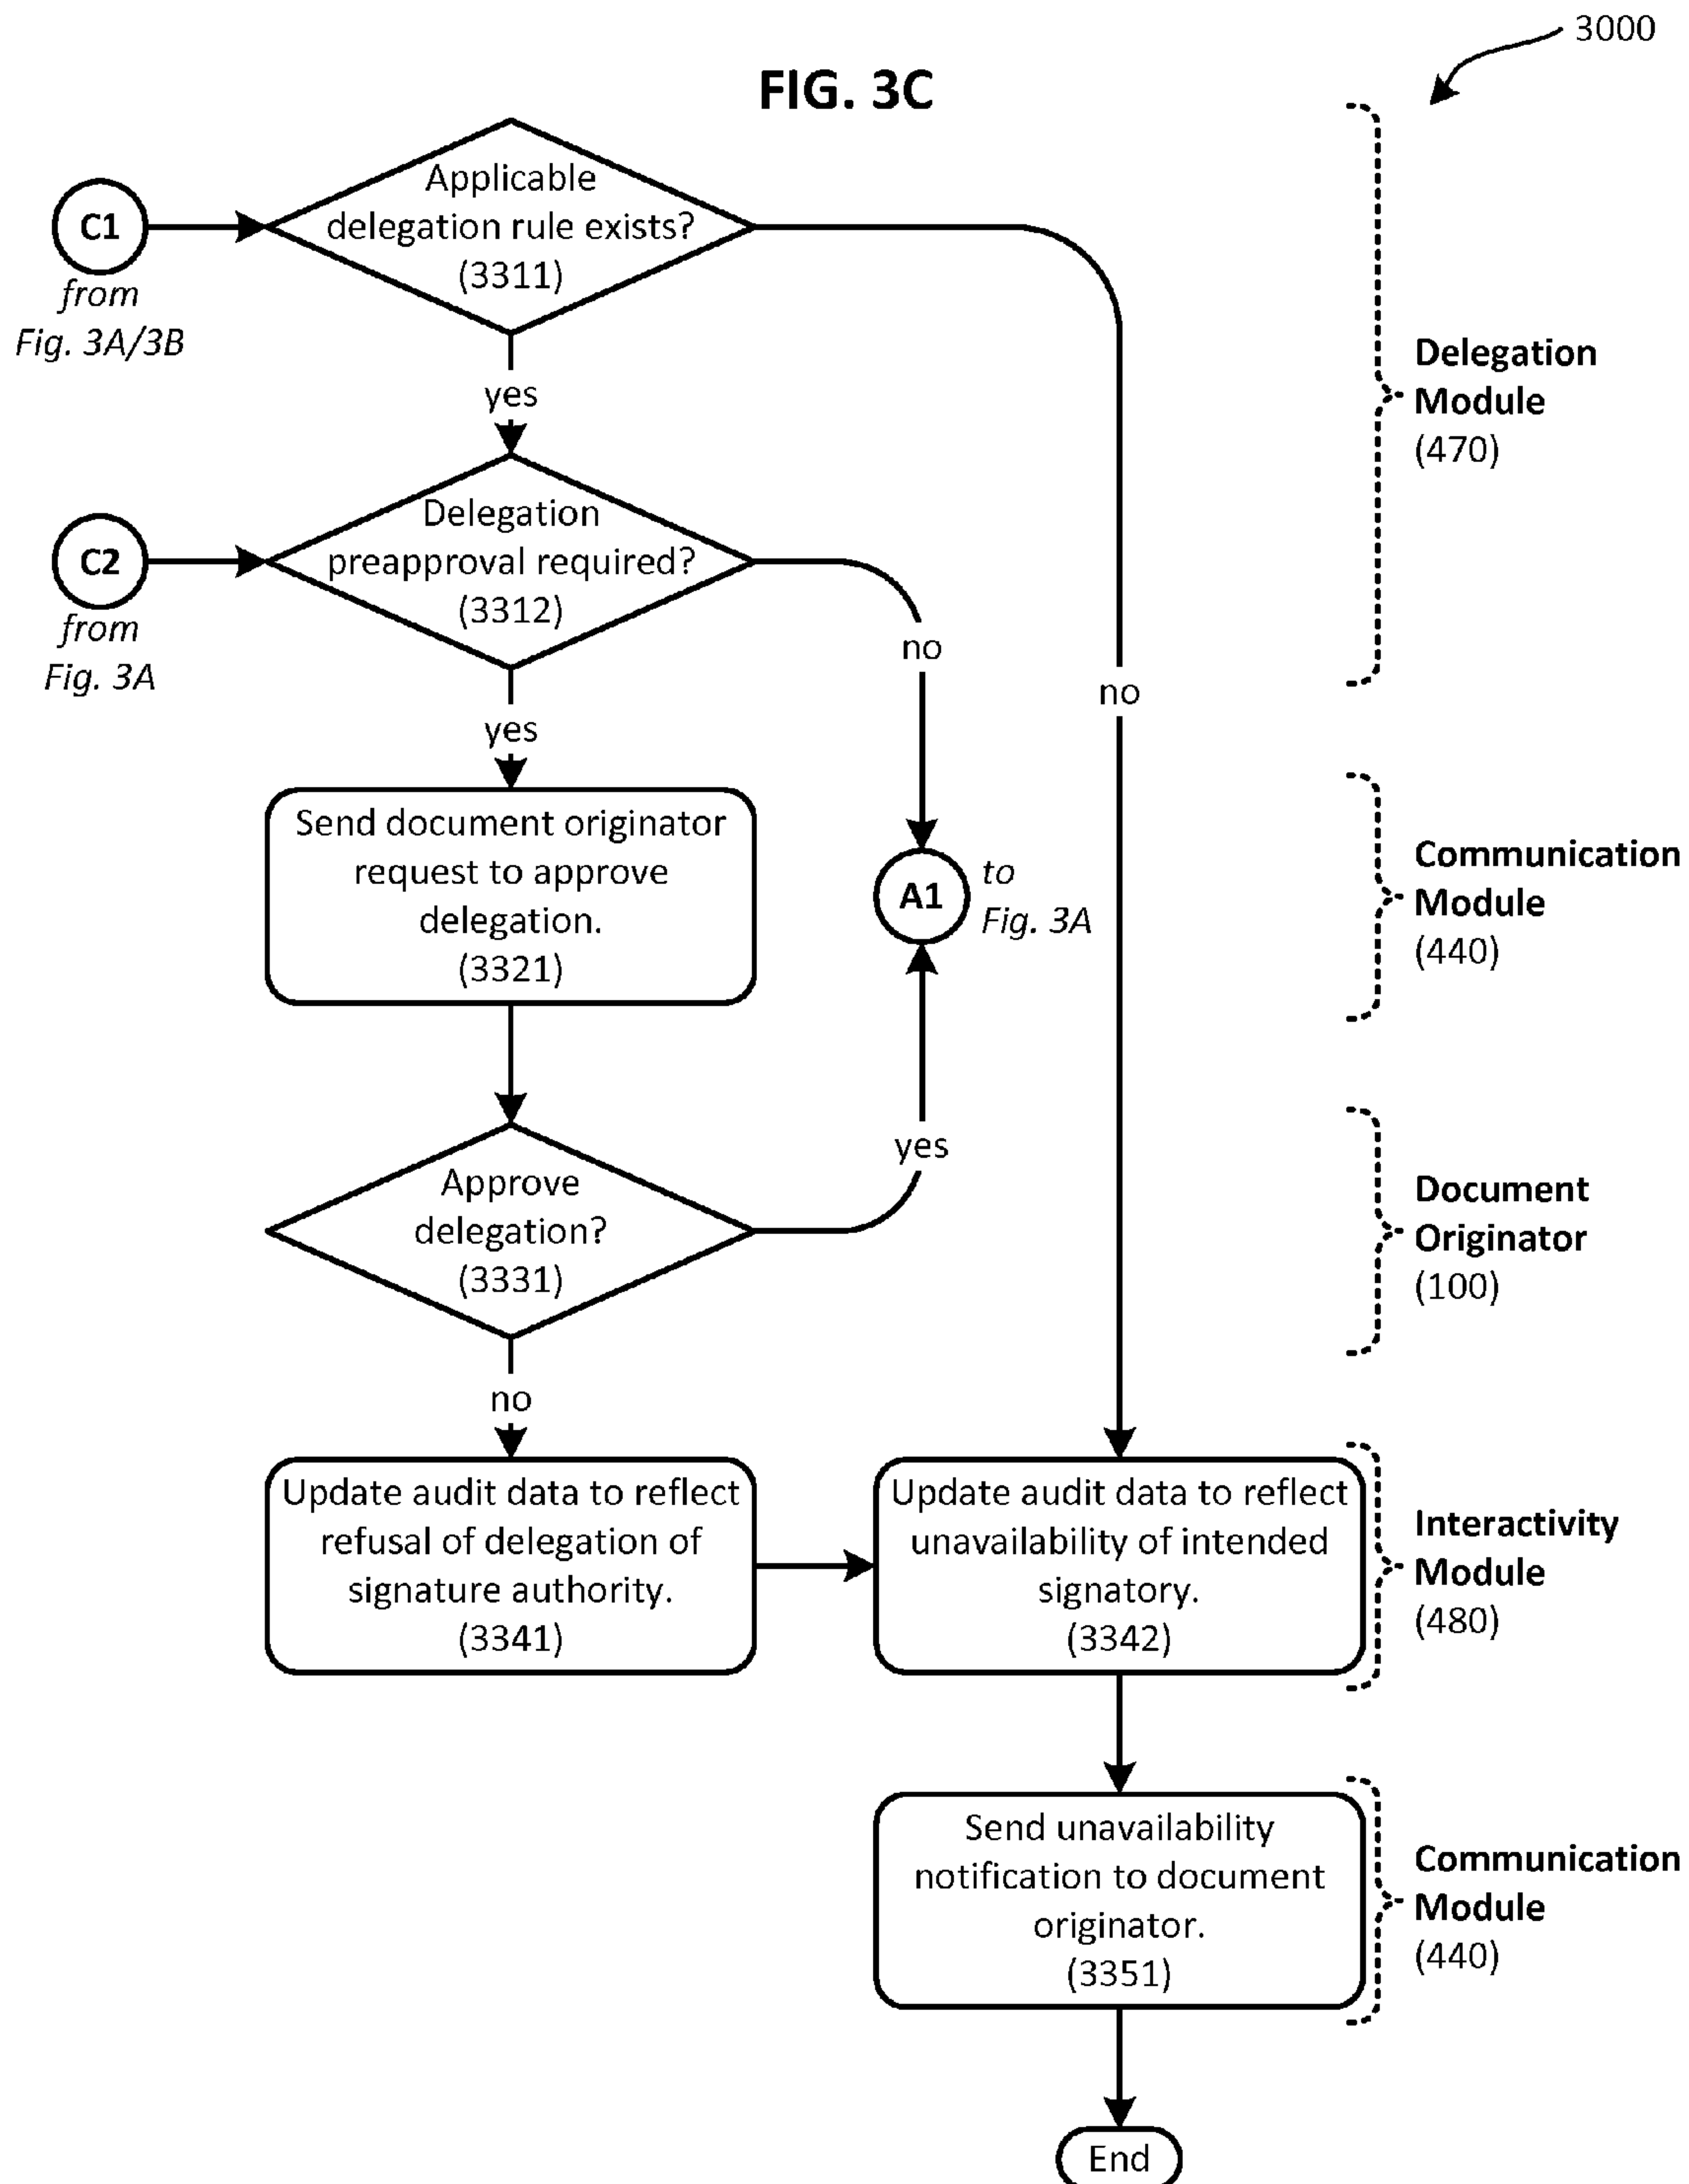 3000
FIG. 3C
C1
from
Fig. 3A/3B
Applicable
delegation rule exists?
(3311)
yes
no
Delegation
Module
(470)
C2
from
Fig. 3A
Delegation
preapproval required?
(3312)
no
yes
Send document originator
request to approve
delegation.
(3321)
A1
to
Fig. 3A
Communication
Module
(440)
Approve
delegation?
(3331)
yes
no
Document
Originator
(100)
Update audit data to reflect
refusal of delegation of
signature authority.
(3341)
Update audit data to reflect
unavailability of intended
signatory.
(3342)
Interactivity
Module
(480)
Send unavailability
notification to document
originator.
(3351)
Communication
Module
(440)
End